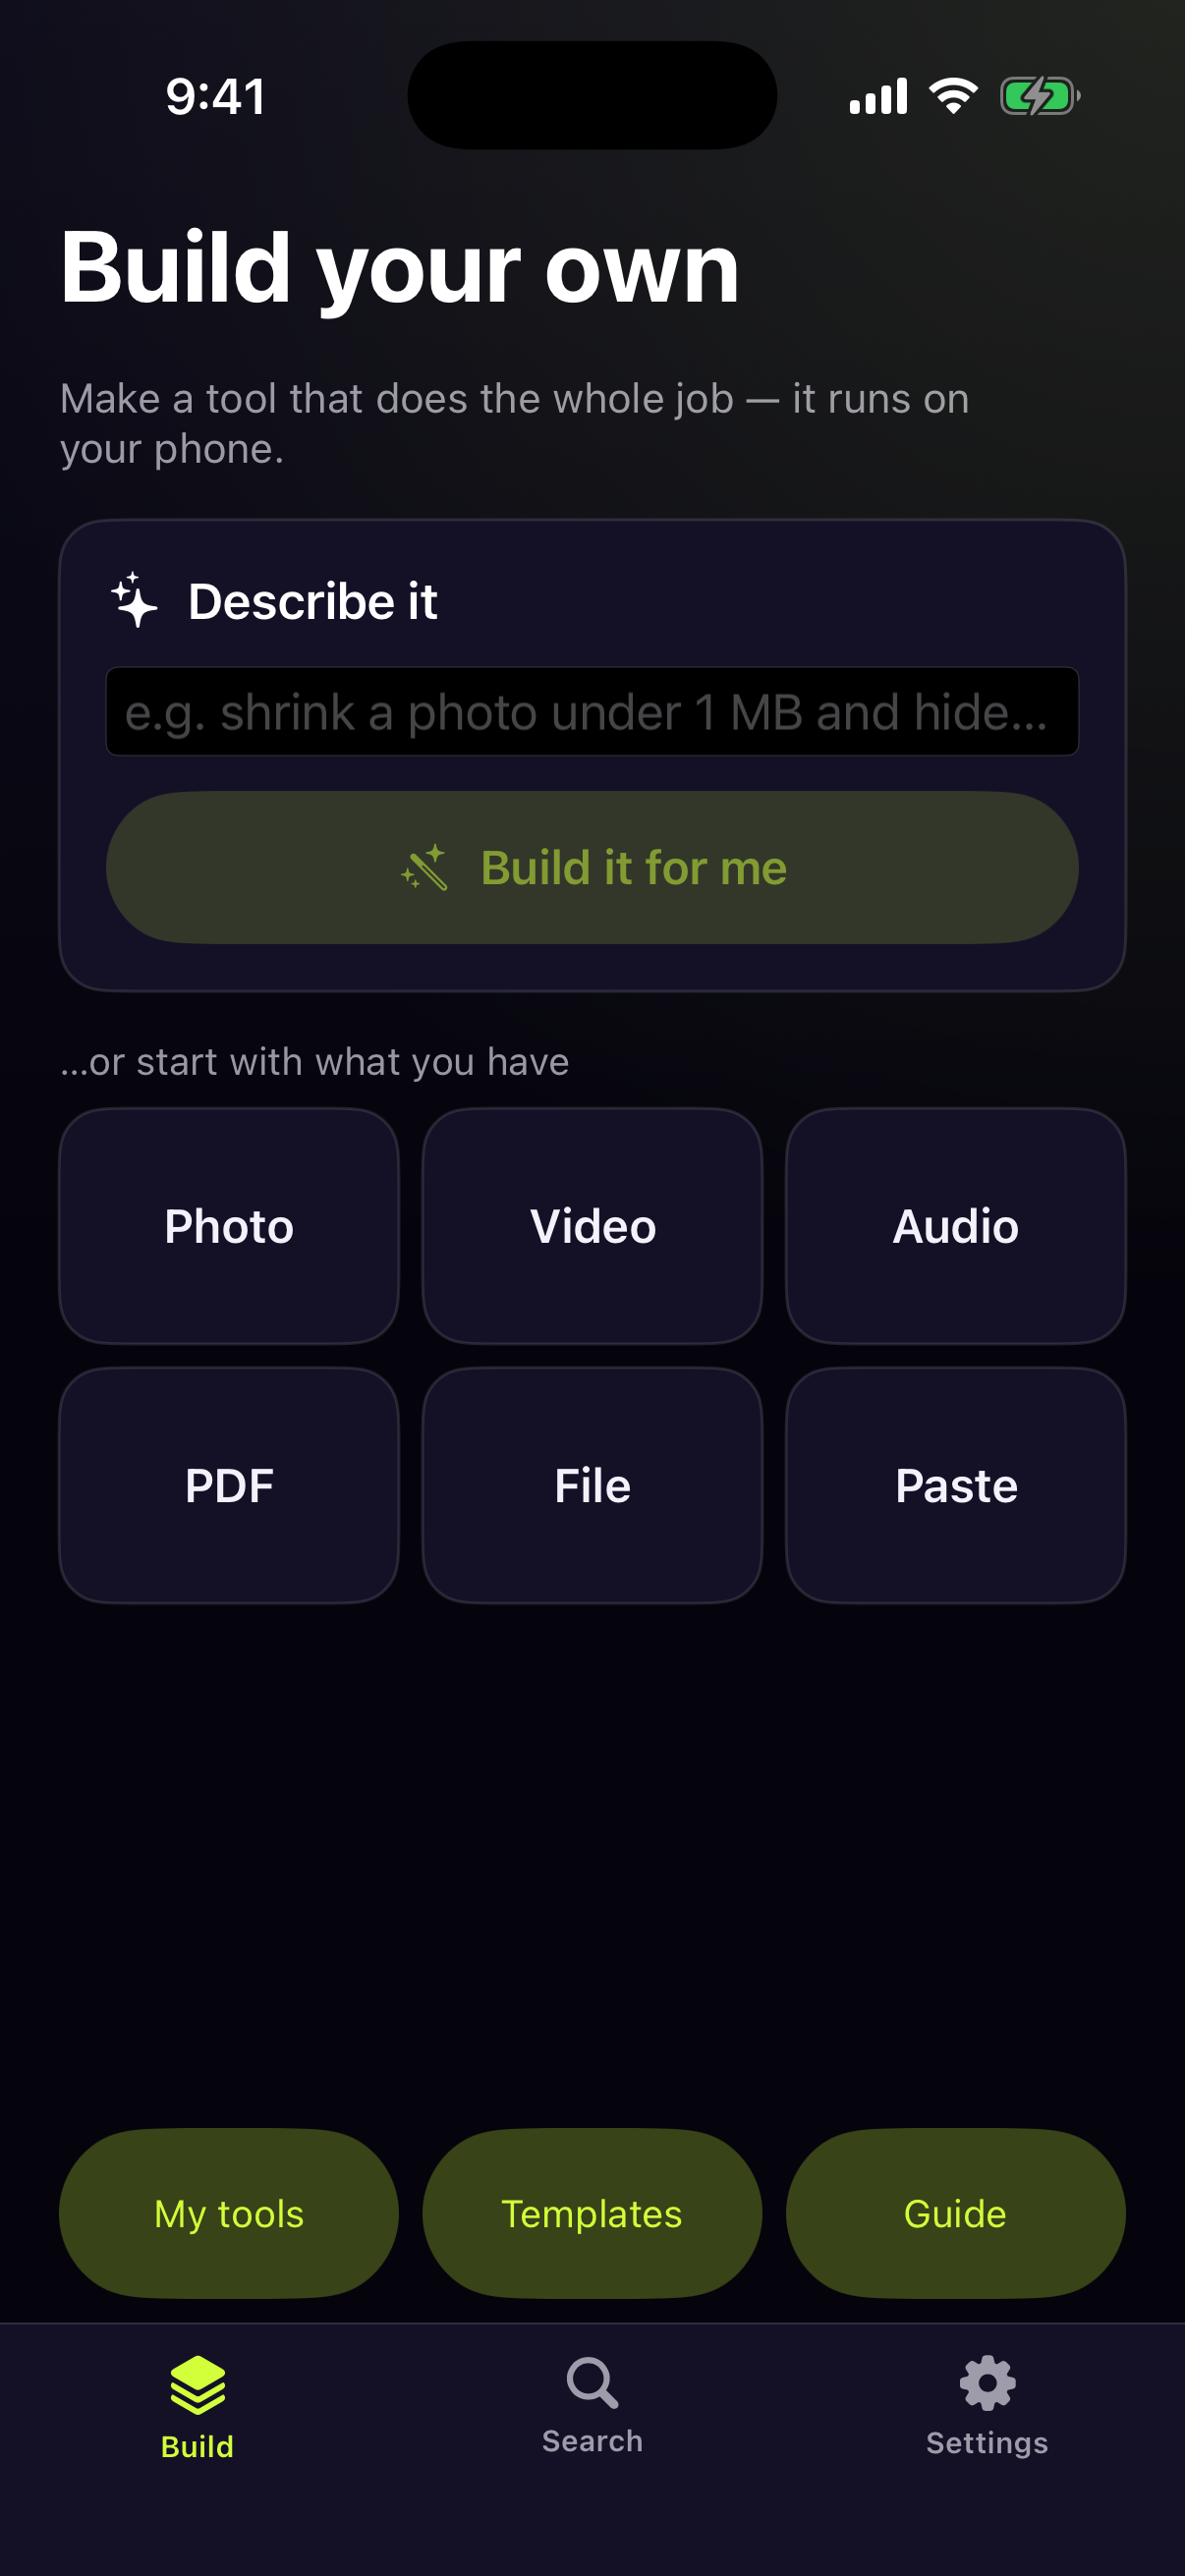 9:41
Build your own
Make a tool that does the whole job — it runs on
your phone.
Describe it
e.g. shrink a photo under 1 MB and hide...
Build it for me
...or start with what you have
Photo
Video
Audio
PDF
File
Paste
My tools
Templates
Guide
Build
Search
Settings